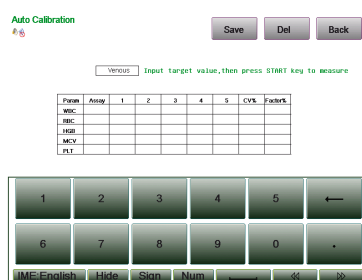 Auto Calibration
Save Del Back
Venous Input target value,then press START key to measure
Param Assay 1 2 3 4 5 CV% Factor%
WBC
RBC
HGB
MCV
PLT
1 2 3 4 5 ←
6 7 8 9 0 .
IME:English Hide Sign Num